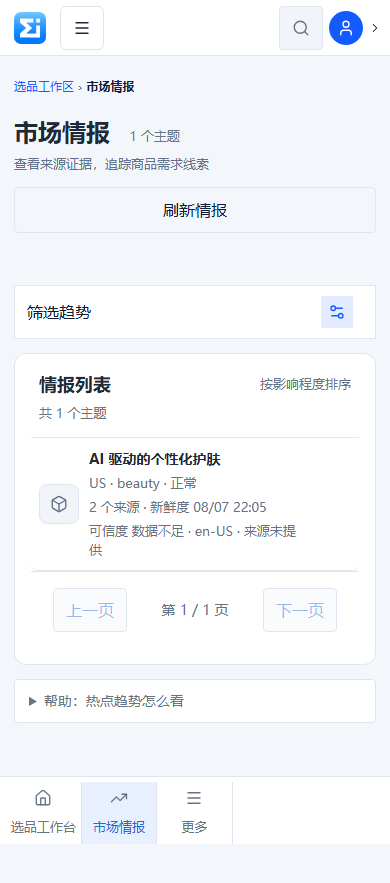 选品工作区 › 市场情报
市场情报 1 个主题
查看来源证据，追踪商品需求线索
刷新情报
筛选趋势
情报列表 按影响程度排序
共 1 个主题
AI 驱动的个性化护肤
US · beauty · 正常
2 个来源 · 新鲜度 08/07 22:05
可信度 数据不足 · en-US · 来源未提
供
上一页 第 1 / 1 页 下一页
▶ 帮助：热点趋势怎么看
选品工作台 市场情报 更多